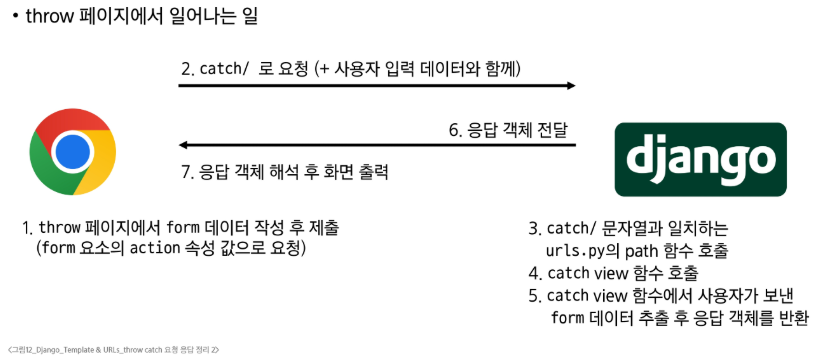 • throw 페이지에서 일어나는 일
2. catch/ 로 요청 (+ 사용자 입력 데이터와 함께)
6. 응답 객체 전달
django
7. 응답 객체 해석 후 화면 출력
1. throw 페이지에서 form 데이터 작성 후 제출
(form 요소의 action 속성 값으로 요청)
3. catch/ 문자열과 일치하는
urls.py의 path 함수 호출
4. catch view 함수 호출
5. catch view 함수에서 사용자가 보낸
form 데이터 추출 후 응답 객체를 반환
<그림12_Django_Template & URLs_throw catch 요청 응답 정리 2>